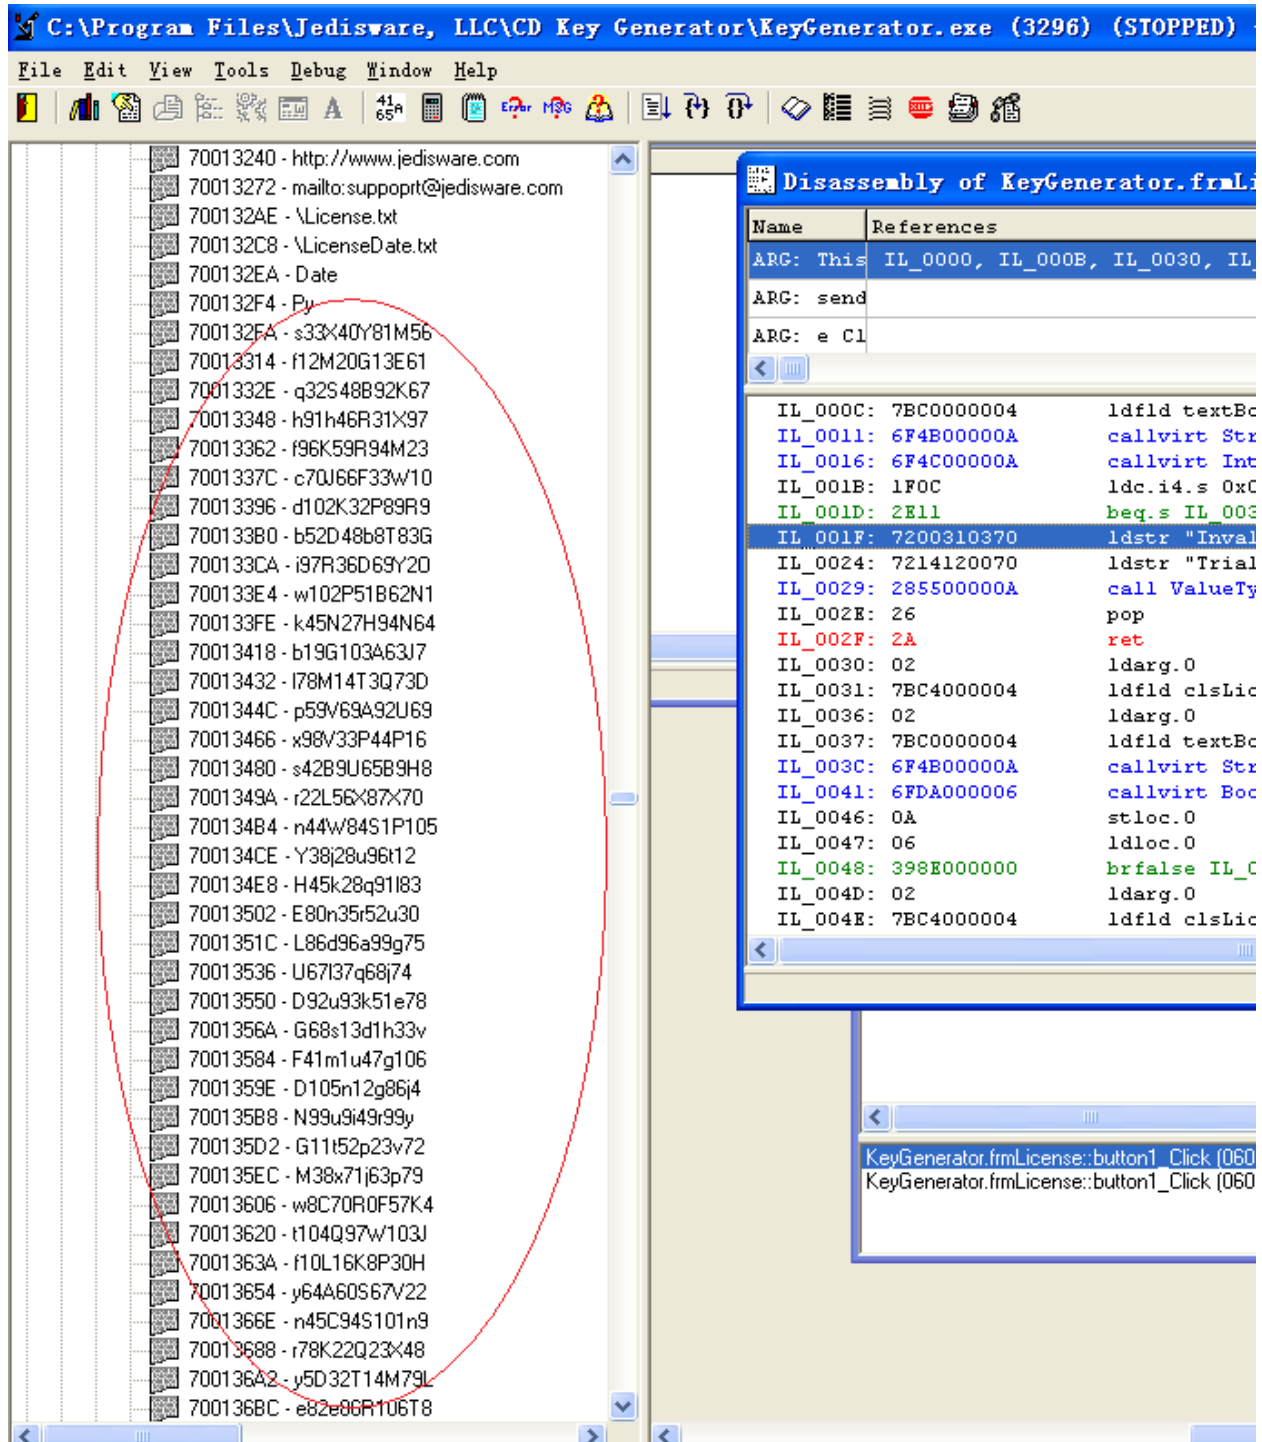 C:\Program Files\Jedisware, LLC\CD Key Generator\KeyGenerator.exe (3296) (STOPPED) -
File Edit View Tools Debug Window Help
70013240 - http://www.jedisware.com
70013272 - mailto:suppoprt@jedisware.com
700132AE - \License.txt
700132C8 - \LicenseDate.txt
700132EA - Date
700132F4 - Py
700132FA - s33X40Y81M56
70013314 - f12M20G13E61
7001332E - q32S48B92K67
70013348 - h91h46R31X97
70013362 - f96K59R94M23
7001337C - c70J66F33W10
70013396 - d102K32P89R9
700133B0 - b52D48b8T83G
700133CA - i97R36D69Y20
700133E4 - w102P51B62N1
700133FE - k45N27H94N64
70013418 - b19G103A63J7
70013432 - l78M14T3Q73D
7001344C - p59V69A92U69
70013466 - x98V33P44P16
70013480 - s42B9U65B9H8
7001349A - r22L56X87X70
700134B4 - n44W84S1P105
700134CE - Y38j28u96t12
700134E8 - H45k28q91l83
70013502 - E80n35r52u30
7001351C - L86d96a99g75
70013536 - U67l37q68j74
70013550 - D92u93k51e78
7001356A - G68s13d1h33v
70013584 - F41m1u47g106
7001359E - D105n12g86j4
700135B8 - N99u9i49r99y
700135D2 - G11t52p23v72
700135EC - M38x71j63p79
70013606 - w8C70R0F57K4
70013620 - t104Q97W103J
7001363A - f10L16K8P30H
70013654 - y64A60S67V22
7001366E - n45C94S101n9
70013688 - r78K22Q23X48
700136A2 - y5D32T14M79L
700136BC - e82e86R106T8
Disassembly of KeyGenerator.frmLi
Name References
ARG: This IL_0000, IL_000B, IL_0030, IL_
ARG: send
ARG: e Cl
IL_000C: 7BC0000004 ldfld textBo
IL_0011: 6F4B00000A callvirt Str
IL_0016: 6F4C00000A callvirt Int
IL_001B: 1F0C ldc.i4.s 0x0
IL_001D: 2E11 beq.s IL_003
IL_001F: 7200310370 ldstr "Inval
IL_0024: 7214120070 ldstr "Trial
IL_0029: 285500000A call ValueTy
IL_002E: 26 pop
IL_002F: 2A ret
IL_0030: 02 ldarg.0
IL_0031: 7BC4000004 ldfld clsLic
IL_0036: 02 ldarg.0
IL_0037: 7BC0000004 ldfld textBo
IL_003C: 6F4B00000A callvirt Str
IL_0041: 6FDA000006 callvirt Boo
IL_0046: 0A stloc.0
IL_0047: 06 ldloc.0
IL_0048: 398E000000 brfalse IL_0
IL_004D: 02 ldarg.0
IL_004E: 7BC4000004 ldfld clsLic
KeyGenerator.frmLicense::button1_Click (060
KeyGenerator.frmLicense::button1_Click (060